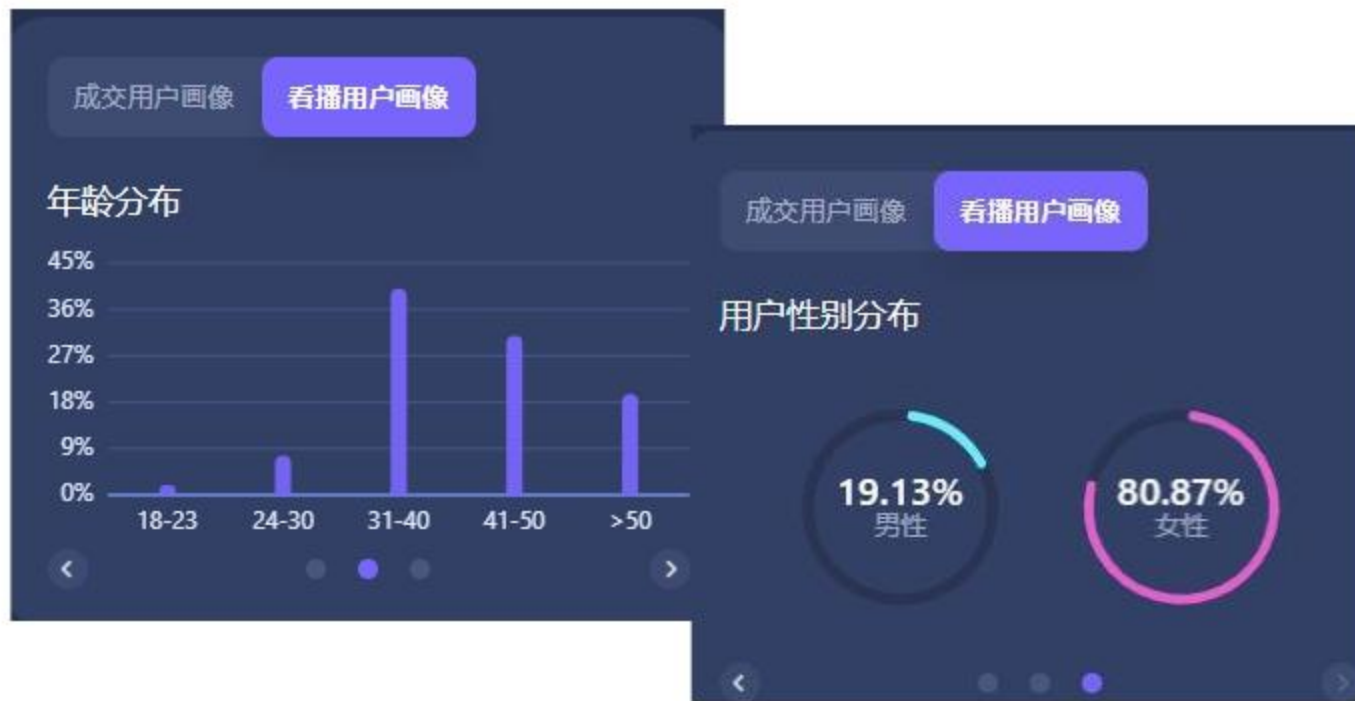 成交用户画像
看播用户画像
年龄分布
45%
36%
27%
18%
9%
0%
18-23
24-30
31-40
41-50
>50
成交用户画像
看播用户画像
用户性别分布
19.13%
男性
80.87%
女性